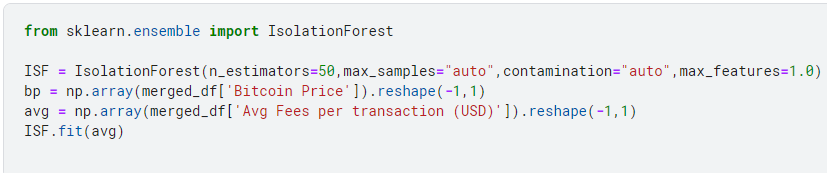 from sklearn.ensemble import IsolationForest
ISF = IsolationForest(n_estimators=50,max_samples="auto",contamination="auto",max_features=1.0)
bp = np.array(merged_df['Bitcoin Price']).reshape(-1,1)
avg = np.array(merged_df['Avg Fees per transaction (USD)']).reshape(-1,1)
ISF.fit(avg)